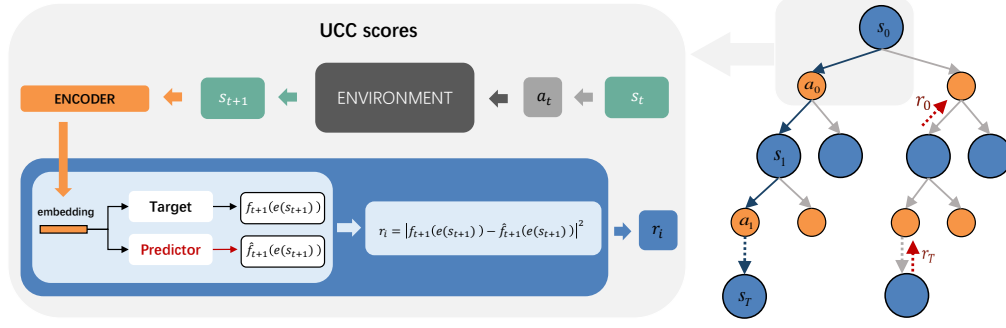 UCC scores
ENCODER
s_{t+1}
ENVIRONMENT
a_t
s_t
embedding
Target
f_{t+1}(e(s_{t+1}))
Predictor
f̂_{t+1}(e(s_{t+1}))
r_i = |f_{t+1}(e(s_{t+1})) − f̂_{t+1}(e(s_{t+1}))|^2
r_i
s_0
a_0
r_0
s_1
a_1
r_T
s_T